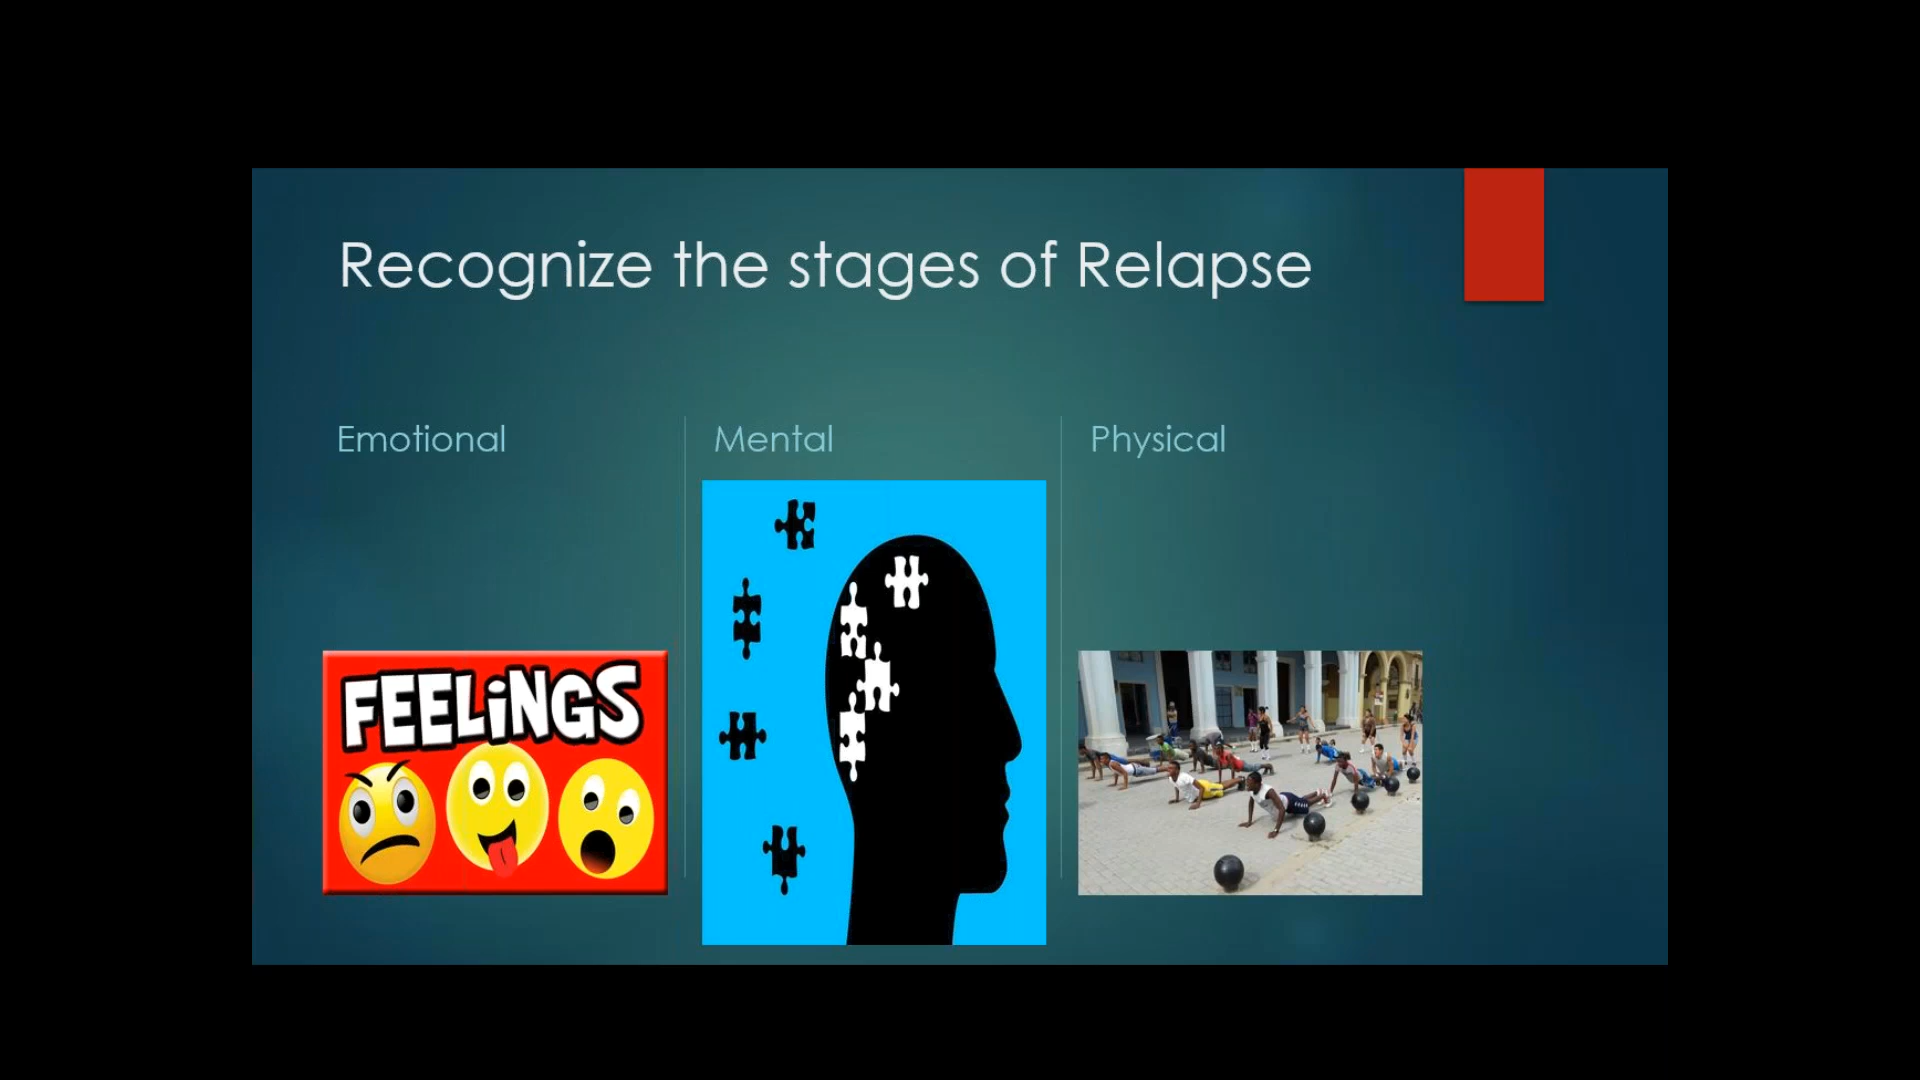 Recognize the stages of Relapse
Emotional
Mental
Physical
FEELiNGS